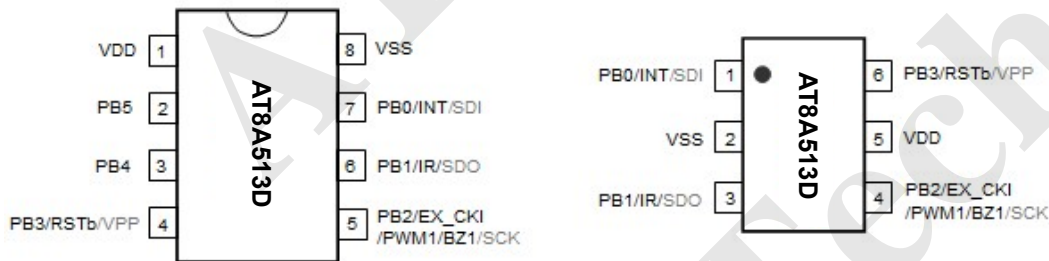 VDD 1
PB5 2
PB4 3
PB3/RSTb/VPP 4
AT8A513D
8 VSS
7 PB0/INT/SDI
6 PB1/IR/SDO
5 PB2/EX_CKI
/PWM1/BZ1/SCK
PB0/INT/SDI 1
VSS 2
PB1/IR/SDO 3
AT8A513D
6 PB3/RSTb/VPP
5 VDD
4 PB2/EX_CKI
/PWM1/BZ1/SCK
Tech